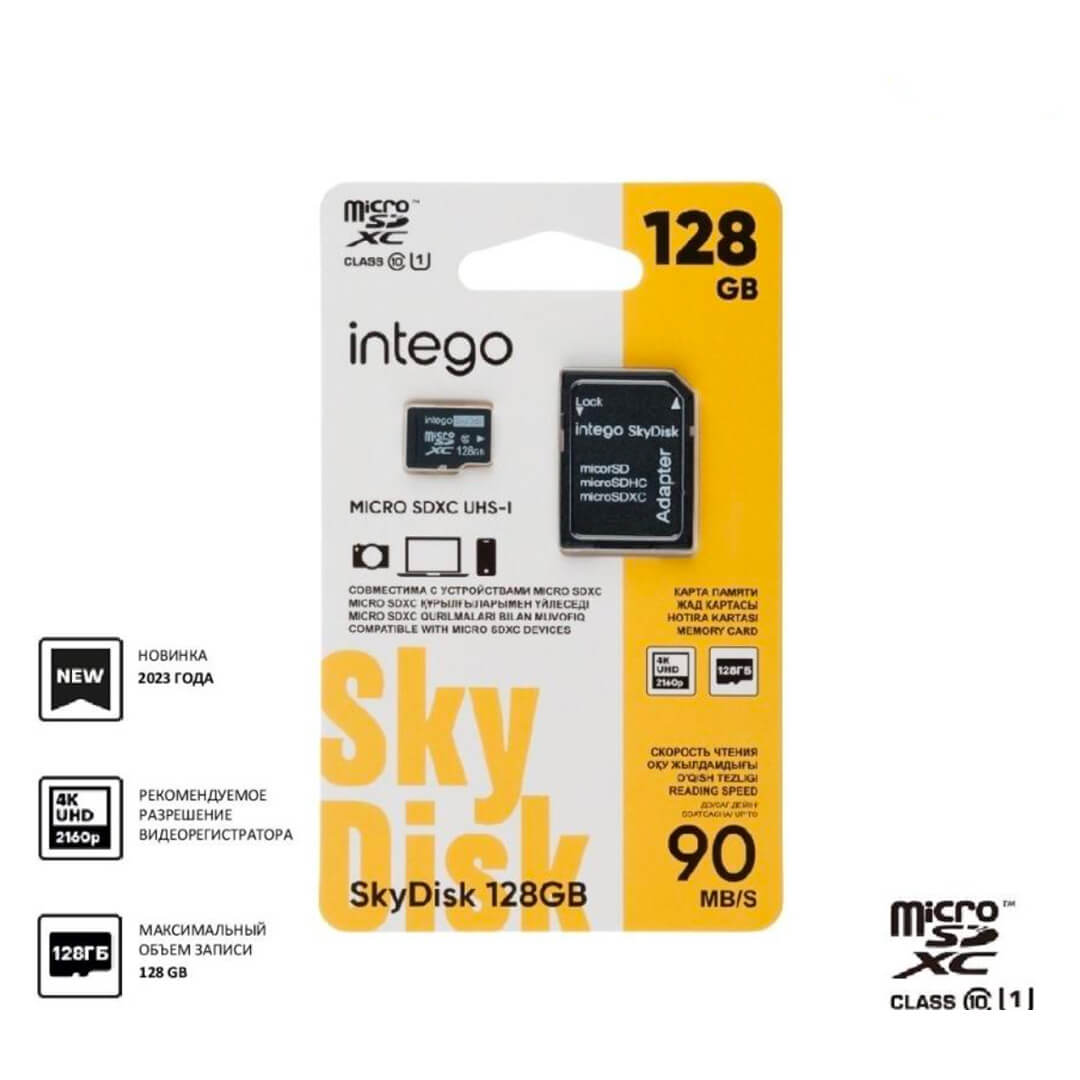 micro SD XC™
CLASS 10 1
128
GB
intego
intego
micro SD XC 10
128GB
Lock
intego SkyDisk
micorSD
microSDHC
microSDXC
Adapter
MICRO SDXC UHS-I
СОВМЕСТИМА С УСТРОЙСТВАМИ MICRO SDXC
MICRO SDXC ҚҰРЫЛҒЫЛАРЫМЕН ҮЙЛЕСЕДІ
MICRO SDXC QURILMALARI BILAN MUVOFIQ
COMPATIBLE WITH MICRO SDXC DEVICES
КАРТА ПАМЯТИ
ЖАД КАРТАСЫ
HOTIRA KARTASI
MEMORY CARD
4K
UHD
2160p
128ГБ
Sky
Disk
SkyDisk 128GB
СКОРОСТЬ ЧТЕНИЯ
ОҚУ ЖЫЛДАМДЫҒЫ
O'QISH TEZLIGI
READING SPEED
90
MB/S
NEW
НОВИНКА
2023 ГОДА
4K
UHD
2160p
РЕКОМЕНДУЕМОЕ
РАЗРЕШЕНИЕ
ВИДЕОРЕГИСТРАТОРА
128ГБ
МАКСИМАЛЬНЫЙ
ОБЪЕМ ЗАПИСИ
128 GB
micro SD XC™
CLASS 10 1